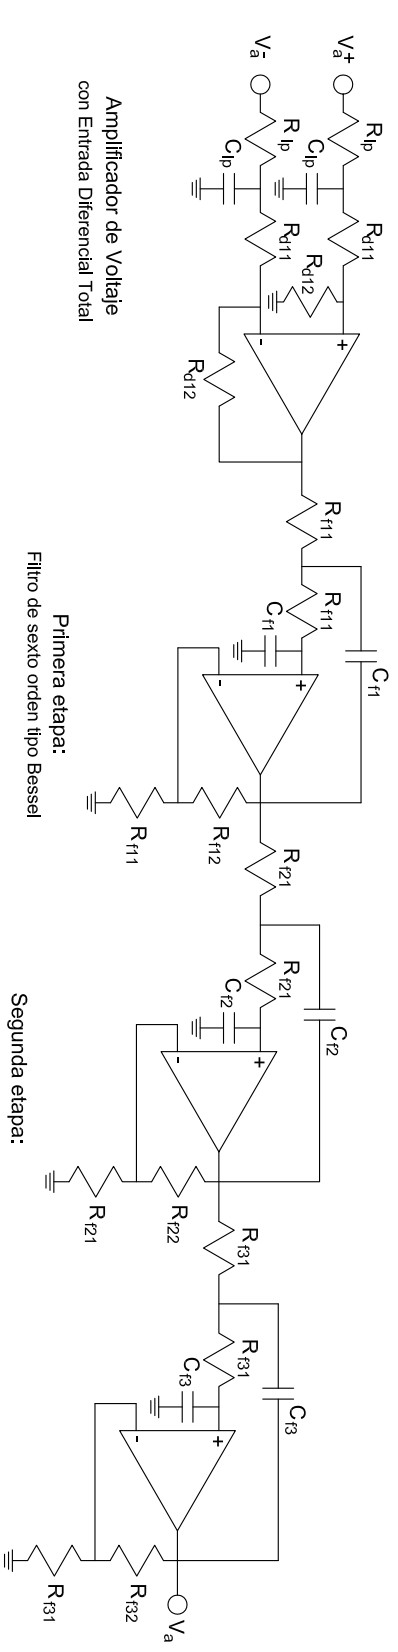 Va+
Rlp
Clp
Rd11
Rd12
+
-
Va-
Rlp
Clp
Rd11
Rd12
Amplificador de Voltaje
con Entrada Diferencial Total
Rf11
Rf11
Cf1
Cf1
+
-
Rf12
Rf11
Primera etapa:
Filtro de sexto orden tipo Bessel
Rf21
Rf21
Cf2
Cf2
+
-
Rf22
Rf21
Segunda etapa:
Rf31
Rf31
Cf3
Cf3
+
-
Rf32
Rf31
Va